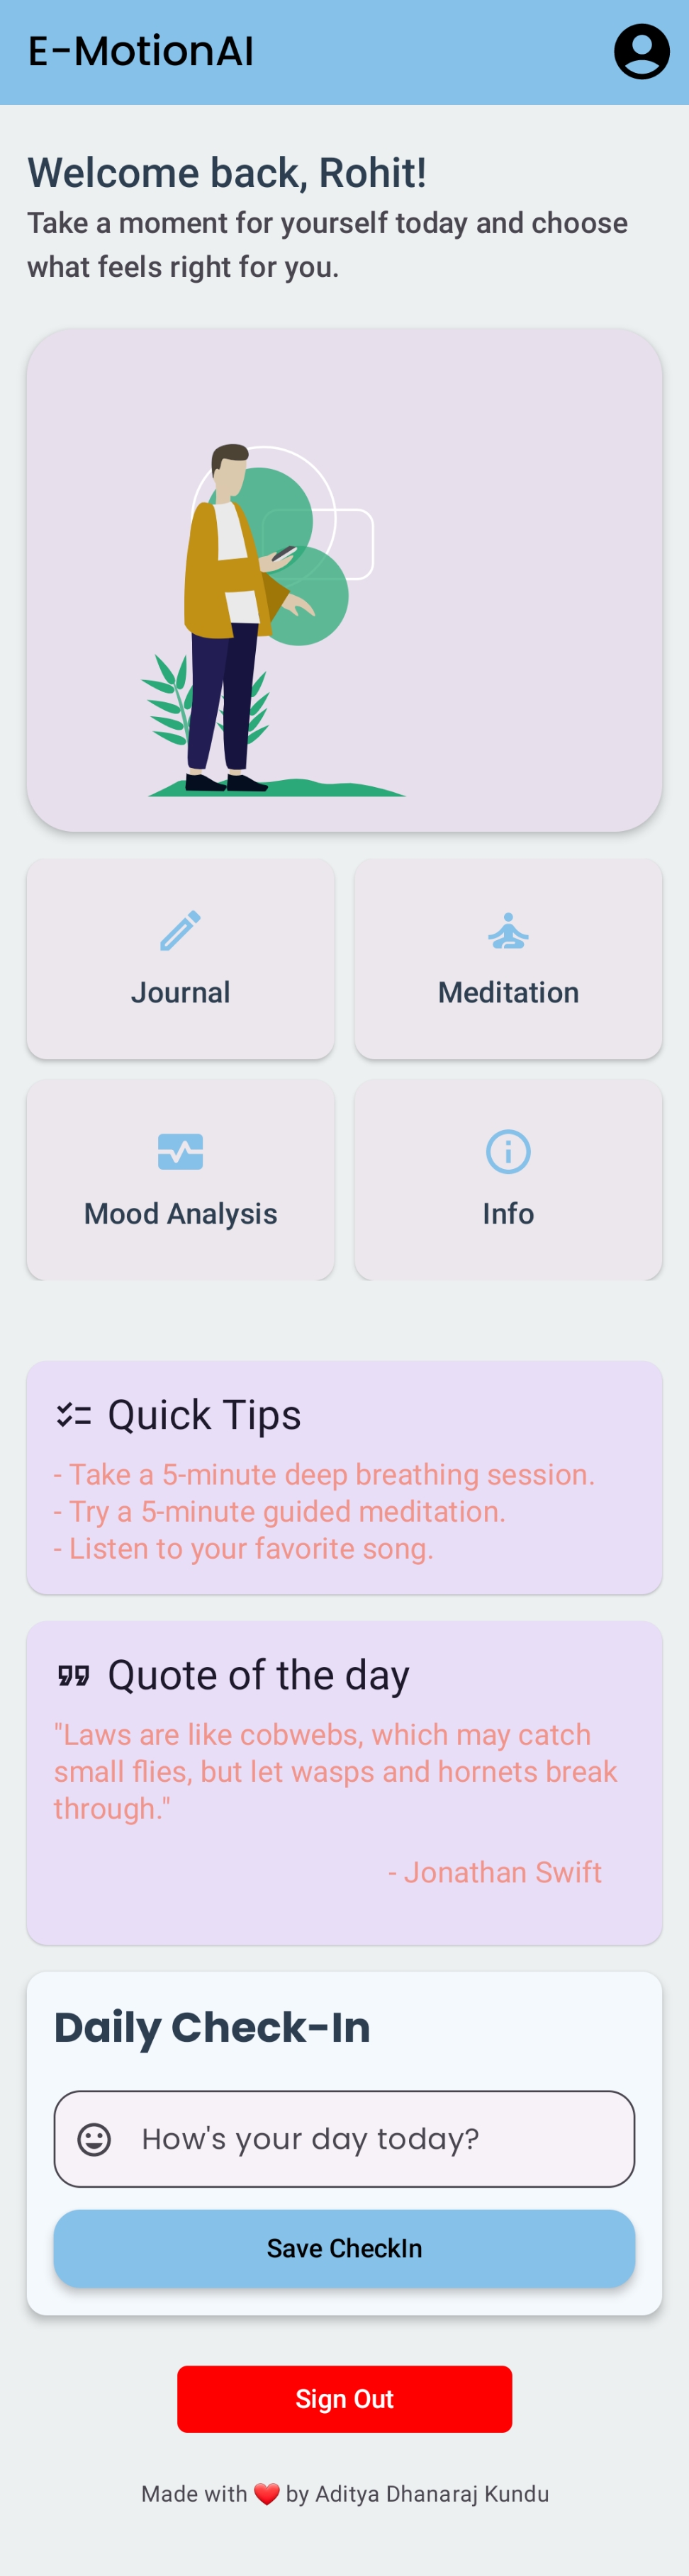 E-MotionAI
Welcome back, Rohit!
Take a moment for yourself today and choose
what feels right for you.
Journal
Meditation
Mood Analysis
Info
Quick Tips
- Take a 5-minute deep breathing session.
- Try a 5-minute guided meditation.
- Listen to your favorite song.
Quote of the day
"Laws are like cobwebs, which may catch
small flies, but let wasps and hornets break
through."
- Jonathan Swift
Daily Check-In
How's your day today?
Save CheckIn
Sign Out
Made with ❤️ by Aditya Dhanaraj Kundu